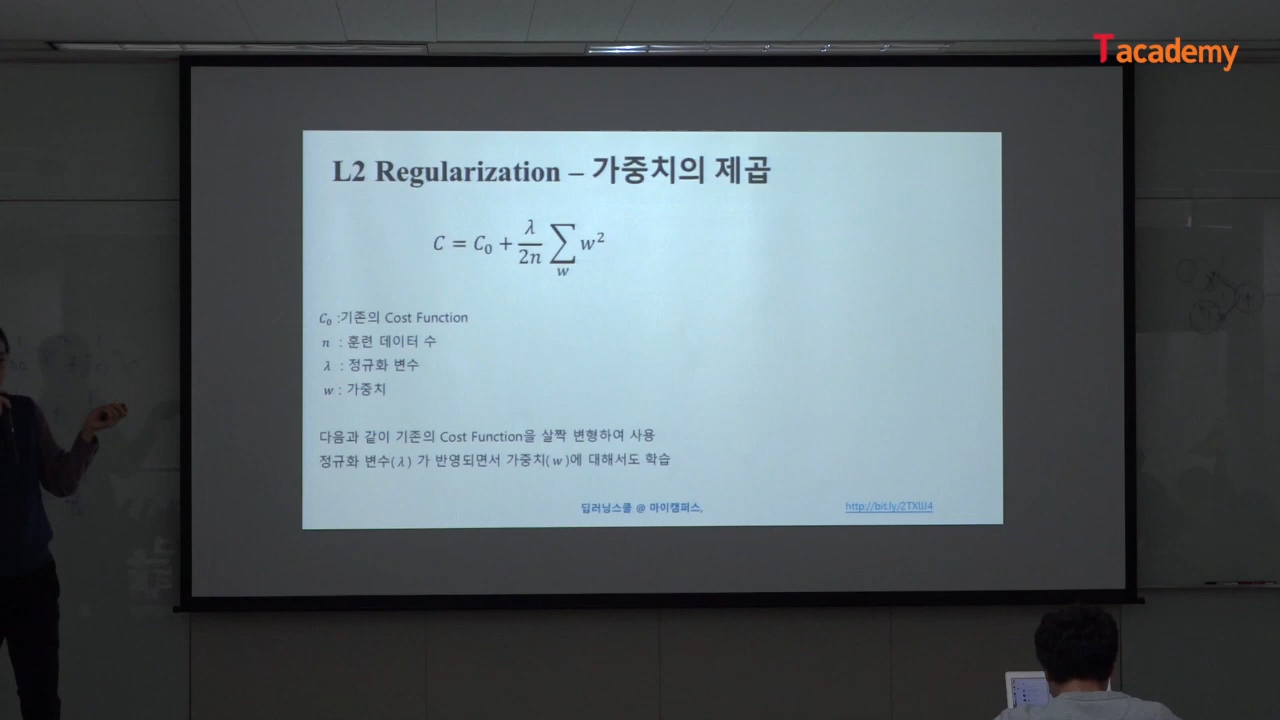 Tacademy
L2 Regularization – 가중치의 제곱
C = C₀ + λ/2n ∑w w²
C₀ :기존의 Cost Function
n : 훈련 데이터 수
λ : 정규화 변수
w : 가중치
다음과 같이 기존의 Cost Function을 살짝 변형하여 사용
정규화 변수(λ) 가 반영되면서 가중치(w)에 대해서도 학습
딥러닝스쿨 @ 마이캠퍼스,